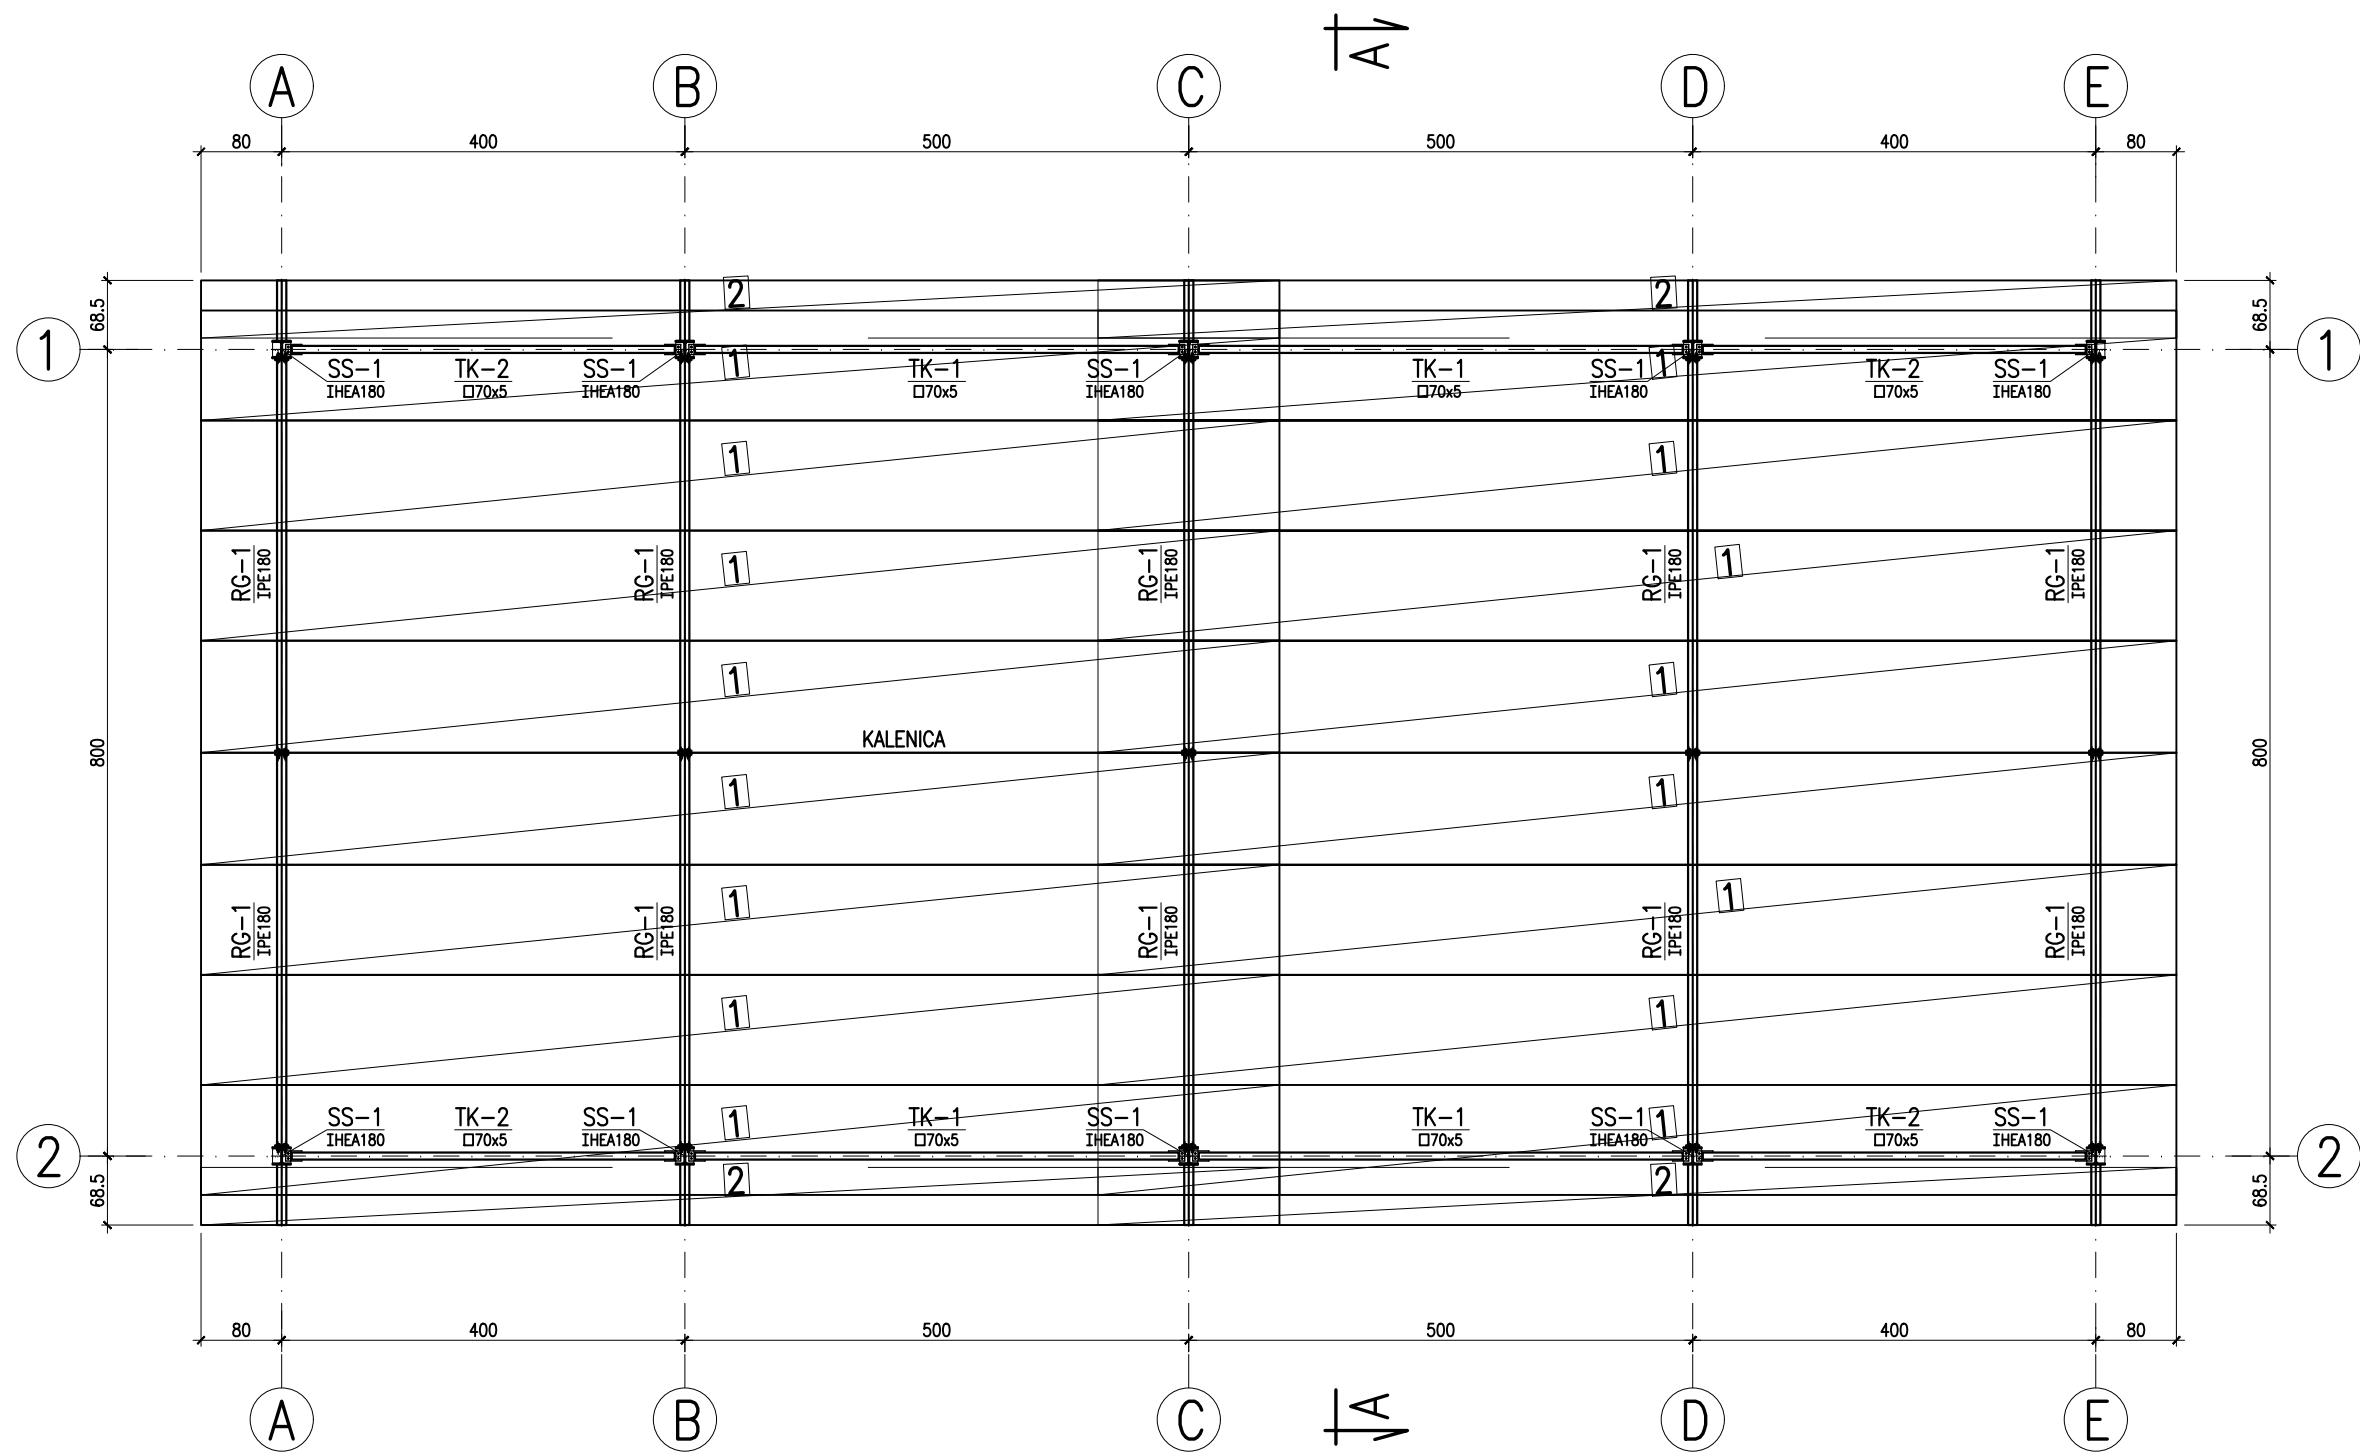 A
A B C D E
80 400 500 500 400 80
68.5 2 2 68.5
1 1 1 1
SS-1 TK-2 SS-1 TK-1 SS-1 TK-1 SS-1 TK-2 SS-1
IHEA180 □70x5 IHEA180 □70x5 IHEA180 □70x5 IHEA180 □70x5 IHEA180
1 1
1 1
RG-1 RG-1 RG-1 RG-1 RG-1
IPE180 IPE180 IPE180 IPE180 IPE180
1 1
800 KALENICA 800
1 1
1 1
RG-1 RG-1 RG-1 RG-1 RG-1
IPE180 IPE180 IPE180 IPE180 IPE180
1 1
1 1
SS-1 TK-2 SS-1 TK-1 SS-1 TK-1 SS-1 TK-2 SS-1
IHEA180 □70x5 IHEA180 □70x5 IHEA180 □70x5 IHEA180 □70x5 IHEA180
2 2
68.5 2 2 68.5
80 400 500 500 400 80
A B C D E
A